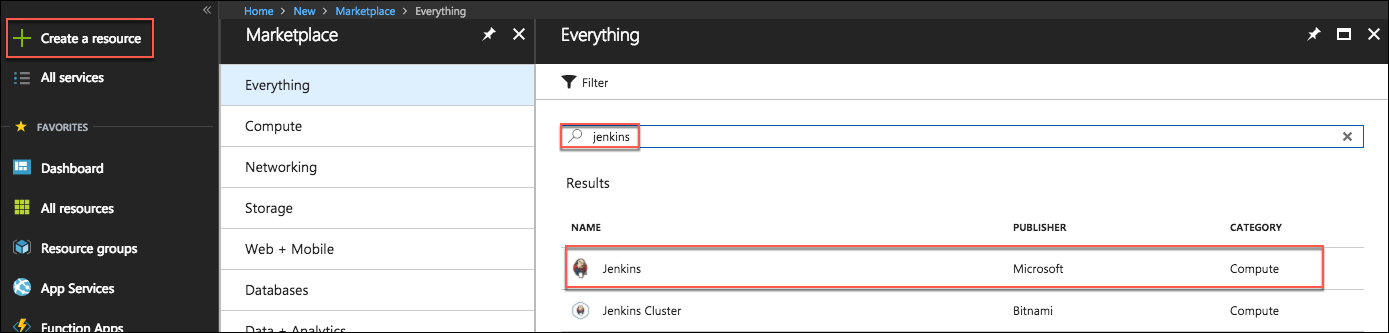 «
Home > New > Marketplace > Everything
Create a resource
All services
FAVORITES
Dashboard
All resources
Resource groups
App Services
Function Apps
Marketplace
Everything
Compute
Networking
Storage
Web + Mobile
Databases
Data + Analytics
Everything
Filter
jenkins
Results
NAME PUBLISHER CATEGORY
Jenkins Microsoft Compute
Jenkins Cluster Bitnami Compute